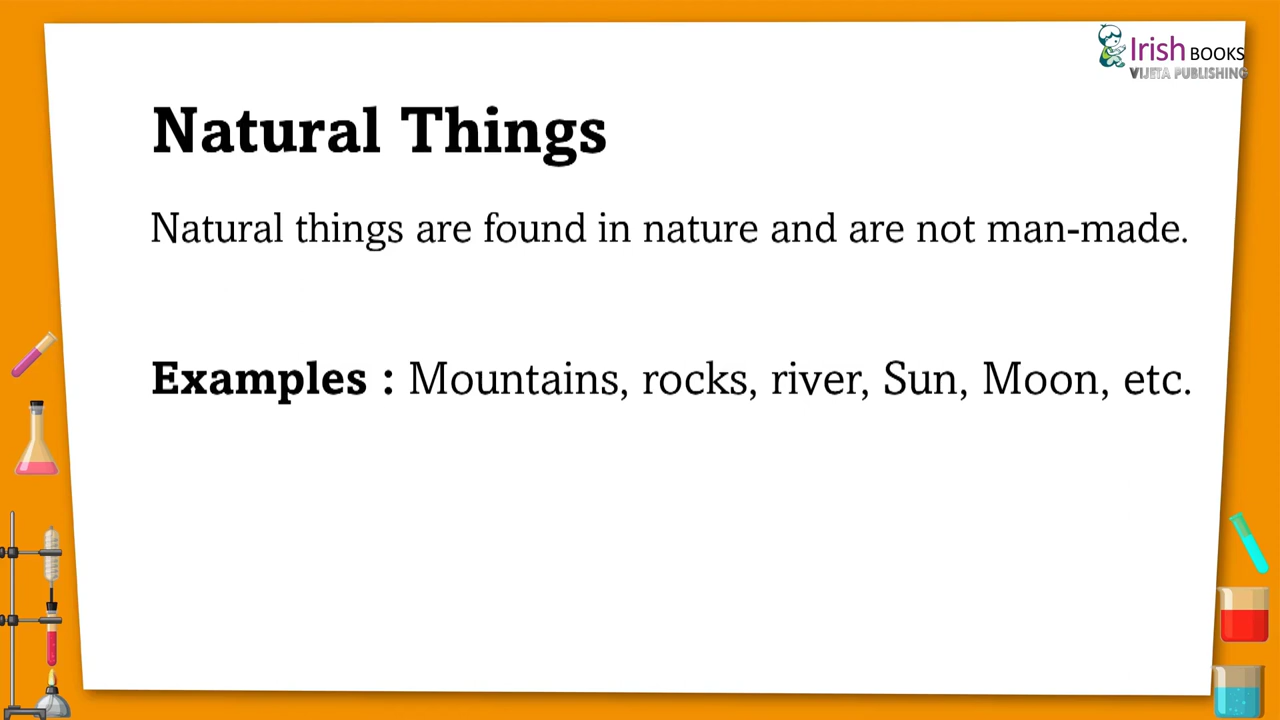 Irish BOOKS
VIJETA PUBLISHING
Natural Things
Natural things are found in nature and are not man-made.
Examples : Mountains, rocks, river, Sun, Moon, etc.